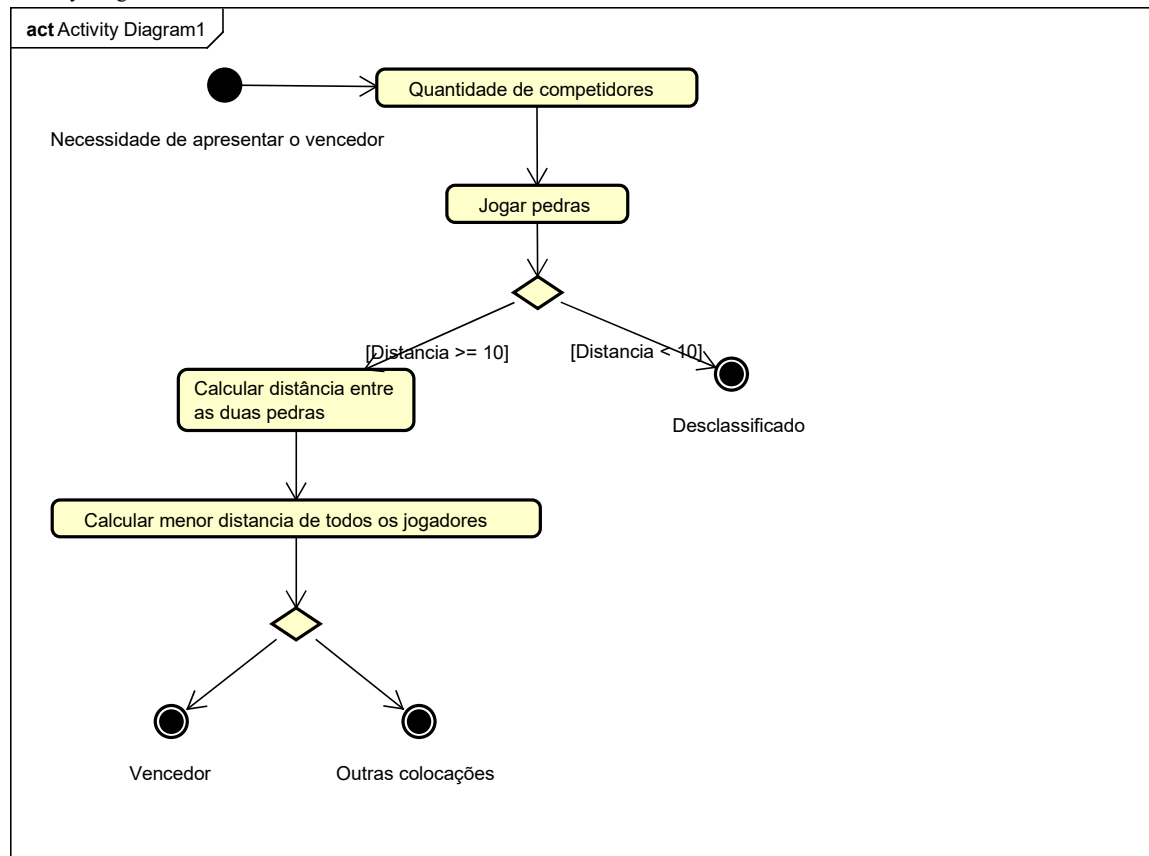 act Activity Diagram1
Quantidade de competidores
Necessidade de apresentar o vencedor
Jogar pedras
[Distancia >= 10]
[Distancia < 10]
Calcular distância entre
as duas pedras
Desclassificado
Calcular menor distancia de todos os jogadores
Vencedor
Outras colocações